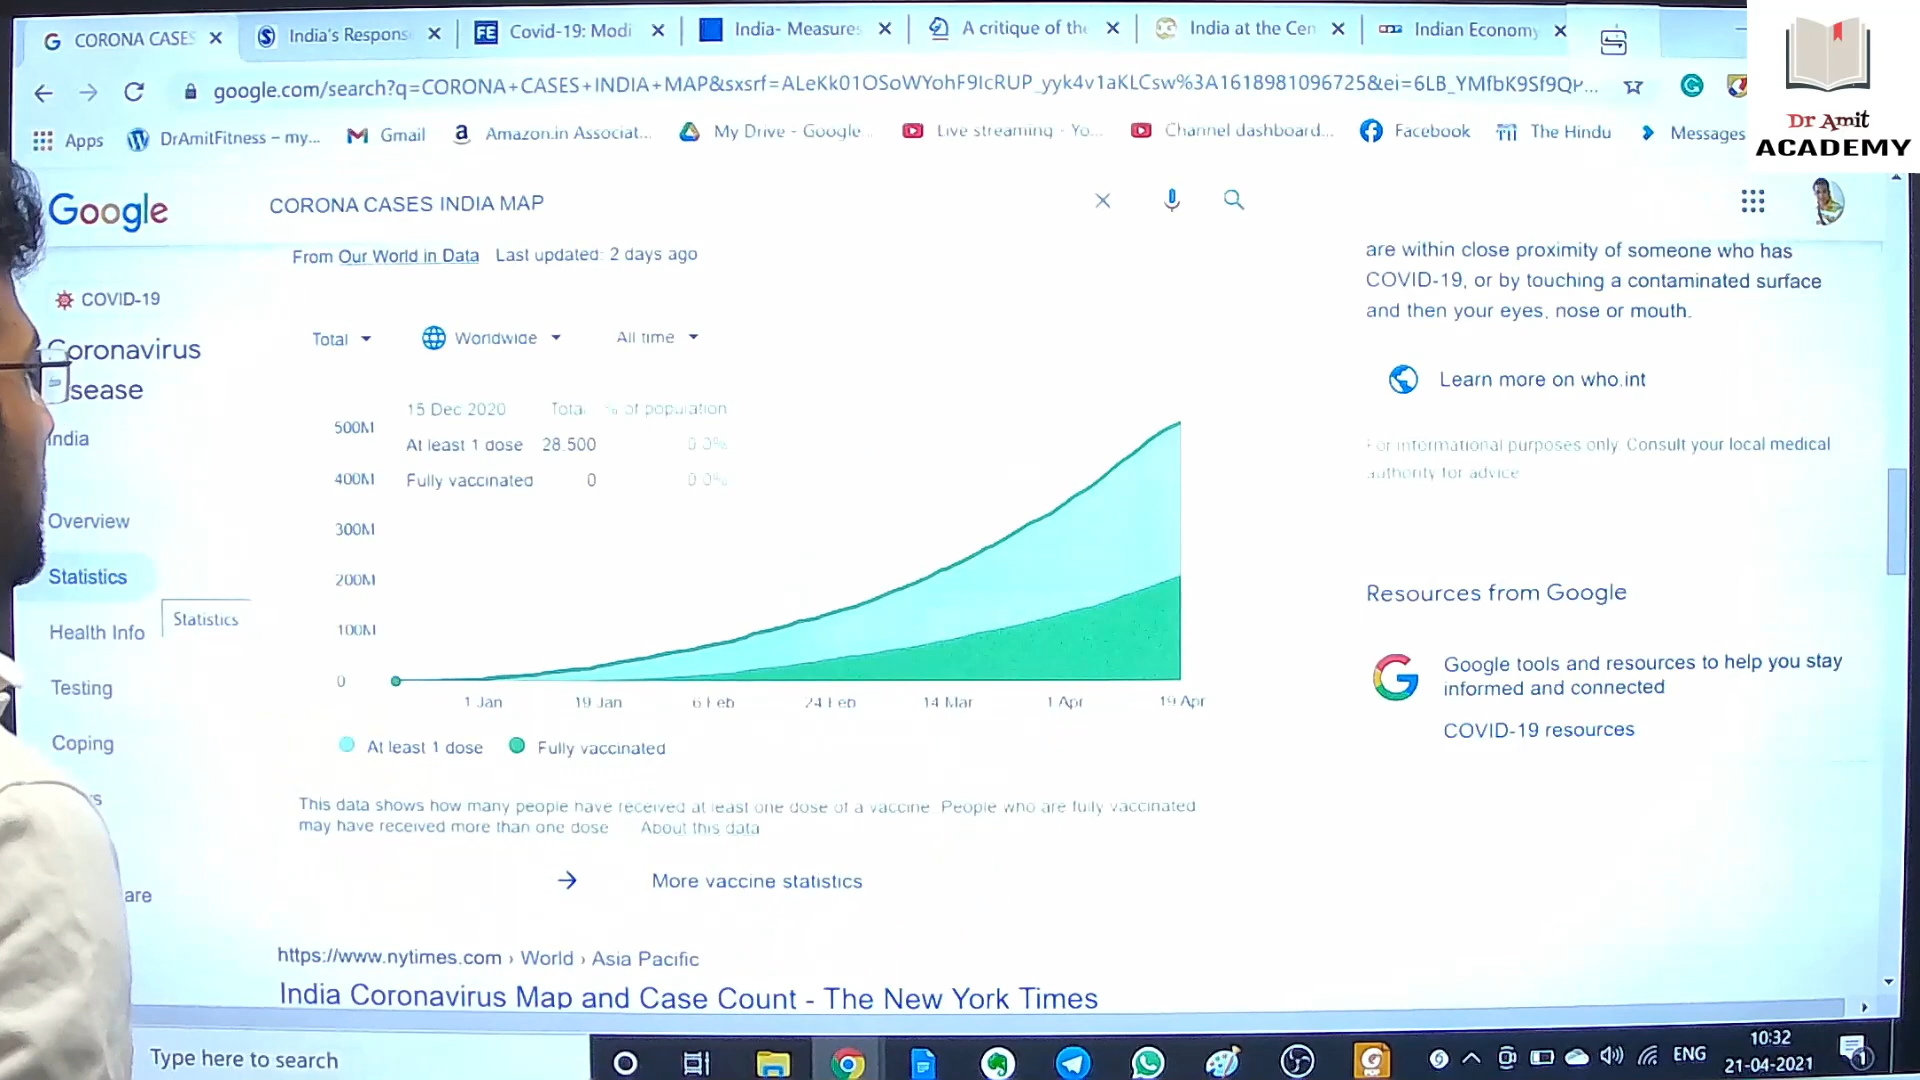 CORONA CASES
India's Respons
Covid-19: Modi
India- Measures
A critique of the
India at the Cen
Indian Economy
google.com/search?q=CORONA+CASES+INDIA+MAP&sxsrf=ALeKk01OSoWYohF9IcRUP_yyk4v1aKLCsw%3A1618981096725&ei=6LB_YMfbK9Sf9QP...
Apps
DrAmitFitness – my...
Gmail
Amazon.in Associat...
My Drive - Google
Live streaming - Yo...
Channel dashboard...
Facebook
The Hindu
Messages
Dr Amit
ACADEMY
Google
CORONA CASES INDIA MAP
From Our World in Data Last updated: 2 days ago
COVID-19
Coronavirus
sease
India
Overview
Statistics
Statistics
Health Info
Testing
Coping
are
Total
Worldwide
All time
15 Dec 2020 Total % of population
At least 1 dose 28,500 0.0%
Fully vaccinated 0 0.0%
500M
400M
300M
200M
100M
0
1 Jan
19 Jan
6 Feb
24 Feb
14 Mar
1 Apr
19 Apr
At least 1 dose
Fully vaccinated
This data shows how many people have received at least one dose of a vaccine. People who are fully vaccinated
may have received more than one dose. About this data
More vaccine statistics
https://www.nytimes.com › World › Asia Pacific
India Coronavirus Map and Case Count - The New York Times
are within close proximity of someone who has
COVID-19, or by touching a contaminated surface
and then your eyes, nose or mouth.
Learn more on who.int
For informational purposes only. Consult your local medical
authority for advice
Resources from Google
Google tools and resources to help you stay
informed and connected
COVID-19 resources
Type here to search
ENG
10:32
21-04-2021